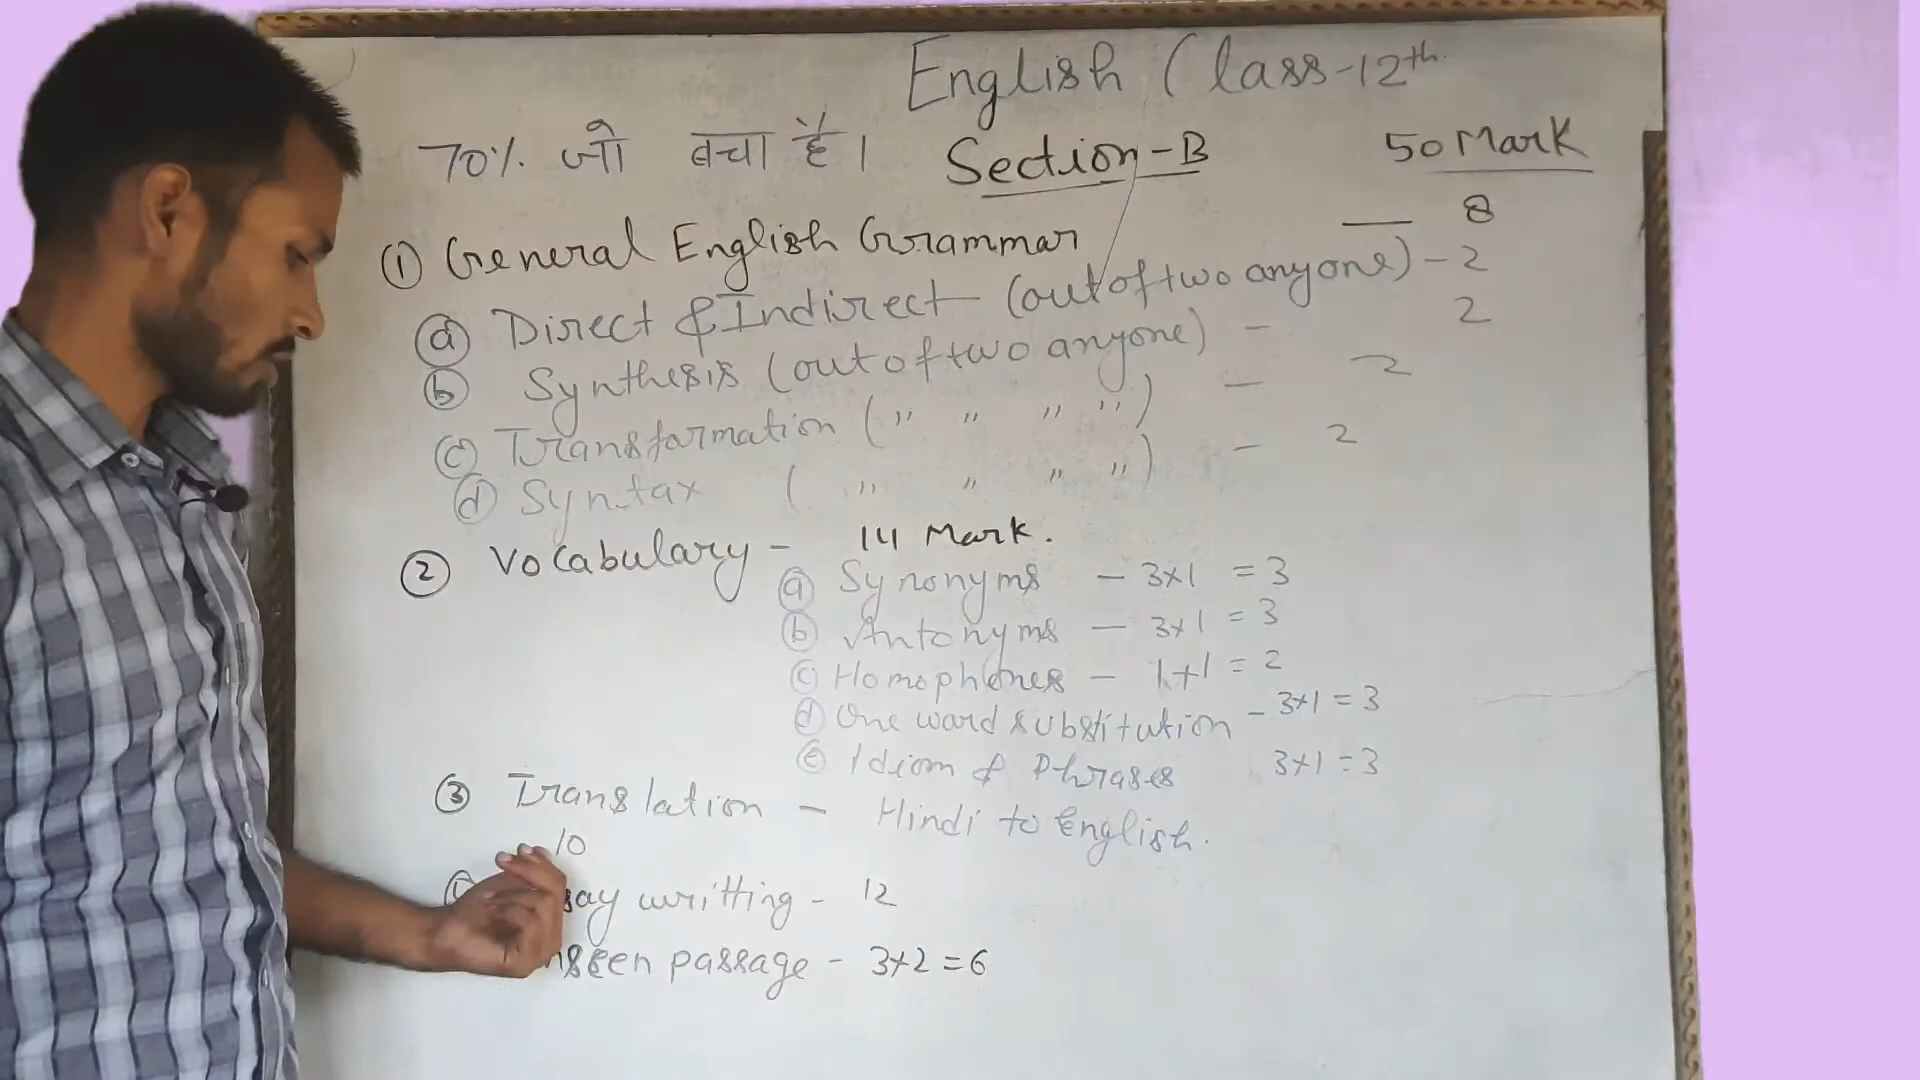 English Class-12th.
70% जो बचा है। Section-B 50 Mark
① General English Grammar — 8
ⓐ Direct & Indirect (out of two anyone) - 2
ⓑ Synthesis (out of two anyone) - 2
ⓒ Transformation ( " " " " ) - 2
ⓓ Syntax ( " " " " ) - 2
② Vocabulary - 14 Mark.
ⓐ Synonyms - 3×1 = 3
ⓑ Antonyms - 3×1 = 3
ⓒ Homophones - 1+1 = 2
ⓓ One word substitution - 3×1 = 3
ⓔ Idiom & Phrases 3×1 = 3
③ Translation - Hindi to English.
10
say writting - 12
nseen passage - 3×2 = 6